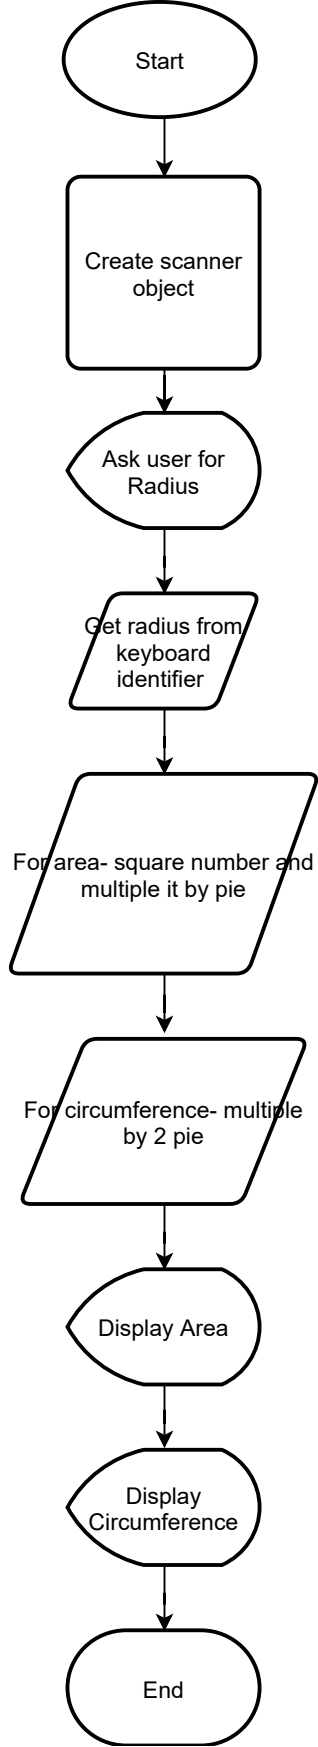 Start
Create scanner
object
Ask user for
Radius
Get radius from
keyboard
identifier
For area- square number and
multiple it by pie
For circumference- multiple
by 2 pie
Display Area
Display
Circumference
End